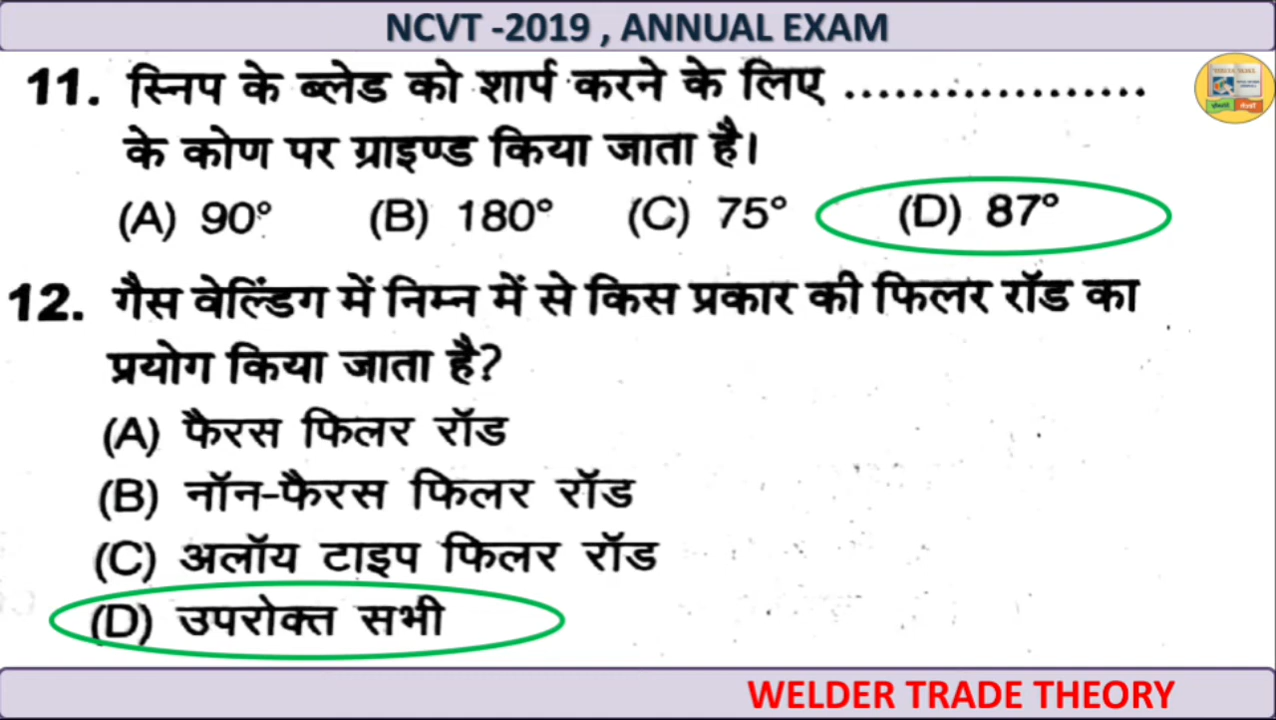 NCVT -2019 , ANNUAL EXAM
11. स्निप के ब्लेड को शार्प करने के लिए ..................
के कोण पर ग्राइण्ड किया जाता है।
(A) 90° (B) 180° (C) 75° (D) 87°
12. गैस वेल्डिंग में निम्न में से किस प्रकार की फिलर रॉड का
प्रयोग किया जाता है?
(A) फैरस फिलर रॉड
(B) नॉन-फैरस फिलर रॉड
(C) अलॉय टाइप फिलर रॉड
(D) उपरोक्त सभी
WELDER TRADE THEORY